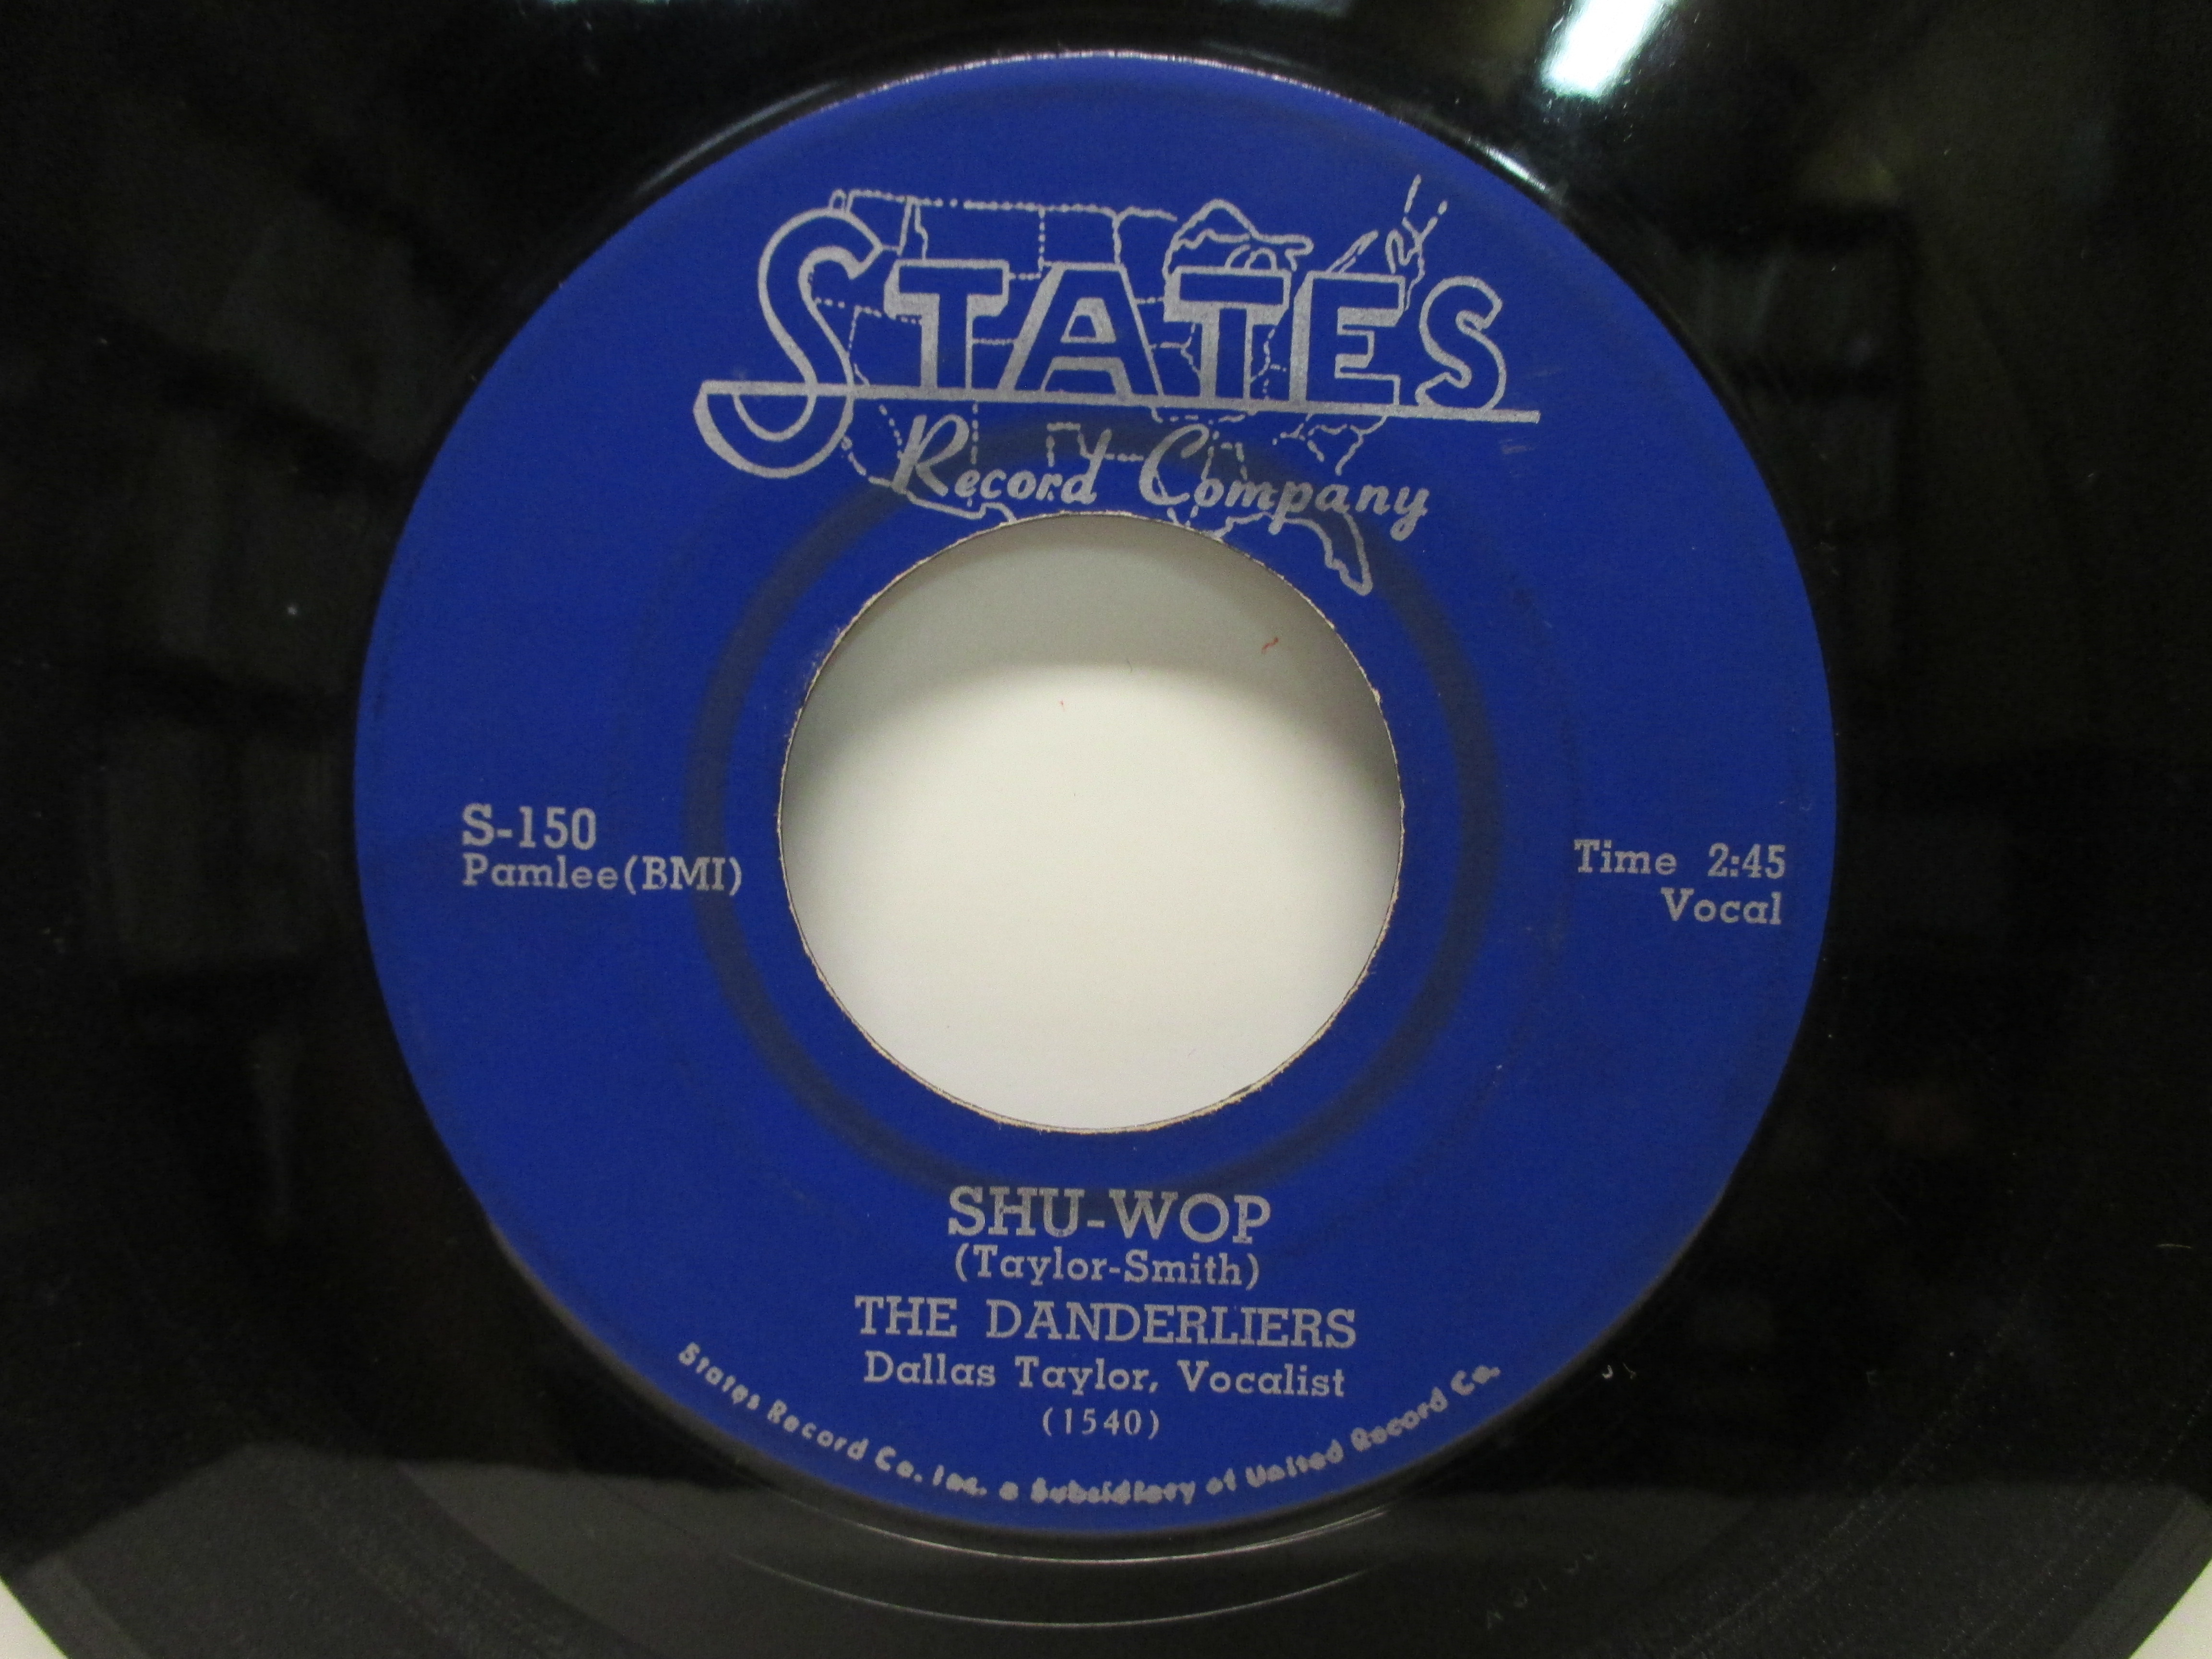 STATES
Record Company
S-150
Pamlee(BMI)
Time 2:45
Vocal
SHU-WOP
(Taylor-Smith)
THE DANDERLIERS
Dallas Taylor, Vocalist
(1540)
States Record Co. Inc. a Subsidiary of United Record Co.